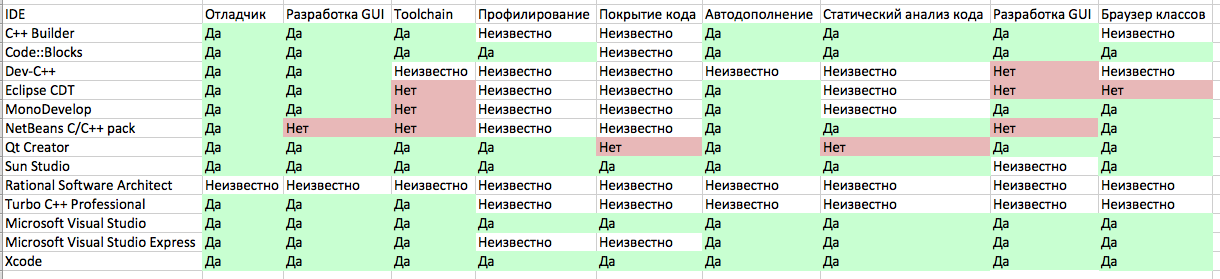 IDE Отладчик Разработка GUI Toolchain Профилирование Покрытие кода Автодополнение Статический анализ кода Разработка GUI Браузер классов
C++ Builder Да Да Да Неизвестно Неизвестно Да Да Да Неизвестно
Code::Blocks Да Да Да Да Неизвестно Да Да Да Да
Dev-C++ Да Да Неизвестно Неизвестно Неизвестно Неизвестно Неизвестно Нет Неизвестно
Eclipse CDT Да Да Нет Неизвестно Неизвестно Да Неизвестно Нет Нет
MonoDevelop Да Да Нет Неизвестно Неизвестно Да Неизвестно Да Да
NetBeans C/C++ pack Да Нет Нет Неизвестно Неизвестно Да Да Нет Да
Qt Creator Да Да Да Да Нет Да Нет Да Да
Sun Studio Да Да Да Да Да Да Да Неизвестно Да
Rational Software Architect Неизвестно Неизвестно Неизвестно Неизвестно Неизвестно Неизвестно Неизвестно Неизвестно Неизвестно
Turbo C++ Professional Да Да Да Неизвестно Неизвестно Неизвестно Неизвестно Неизвестно Неизвестно
Microsoft Visual Studio Да Да Да Да Да Да Да Да Да
Microsoft Visual Studio Express Да Да Да Неизвестно Неизвестно Да Да Да Да
Xcode Да Да Да Да Да Да Да Да Да